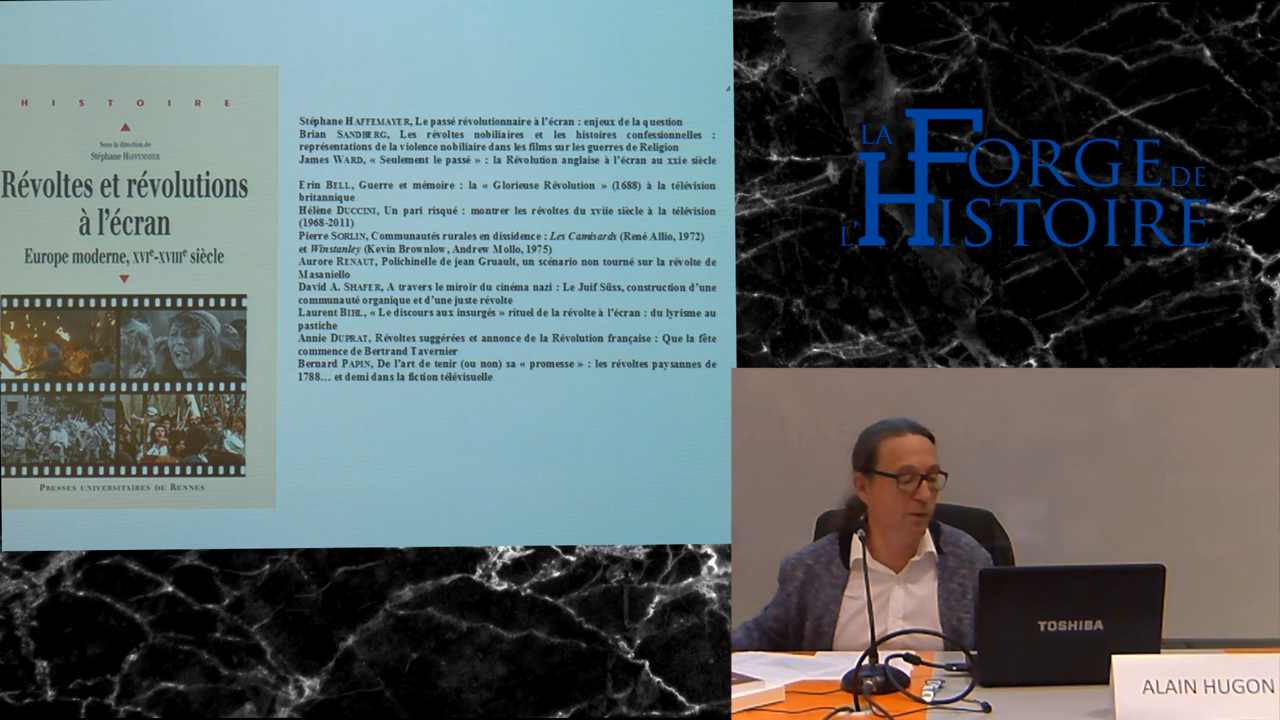 HISTOIRE
Sous la direction de
Stéphane HAFFEMAYER
Révoltes et révolutions
à l'écran
Europe moderne, XVIe-XVIIIe siècle
PRESSES UNIVERSITAIRES DE RENNES
Stéphane HAFFEMAYER, Le passé révolutionnaire à l'écran : enjeux de la question
Brian SANDBERG, Les révoltes nobiliaires et les histoires confessionnelles :
représentations de la violence nobiliaire dans les films sur les guerres de Religion
James WARD, « Seulement le passé » : la Révolution anglaise à l'écran au xxie siècle
Erin BELL, Guerre et mémoire : la « Glorieuse Révolution » (1688) à la télévision
britannique
Hélène DUCCINI, Un pari risqué : montrer les révoltes du xviie siècle à la télévision
(1968-2011)
Pierre SORLIN, Communautés rurales en dissidence : Les Camisards (René Allio, 1972)
et Winstanley (Kevin Brownlow, Andrew Mollo, 1975)
Aurore RENAUT, Polichinelle de jean Gruault, un scénario non tourné sur la révolte de
Masaniello
David A. SHAFER, A travers le miroir du cinéma nazi : Le Juif Süss, construction d'une
communauté organique et d'une juste révolte
Laurent BIHL, « Le discours aux insurgés » rituel de la révolte à l'écran : du lyrisme au
pastiche
Annie DUPRAT, Révoltes suggérées et annonce de la Révolution française : Que la fête
commence de Bertrand Tavernier
Bernard PAPIN, De l'art de tenir (ou non) sa « promesse » : les révoltes paysannes de
1788... et demi dans la fiction télévisuelle
LA FORGE DE
L'HISTOIRE
TOSHIBA
ALAIN HUGON